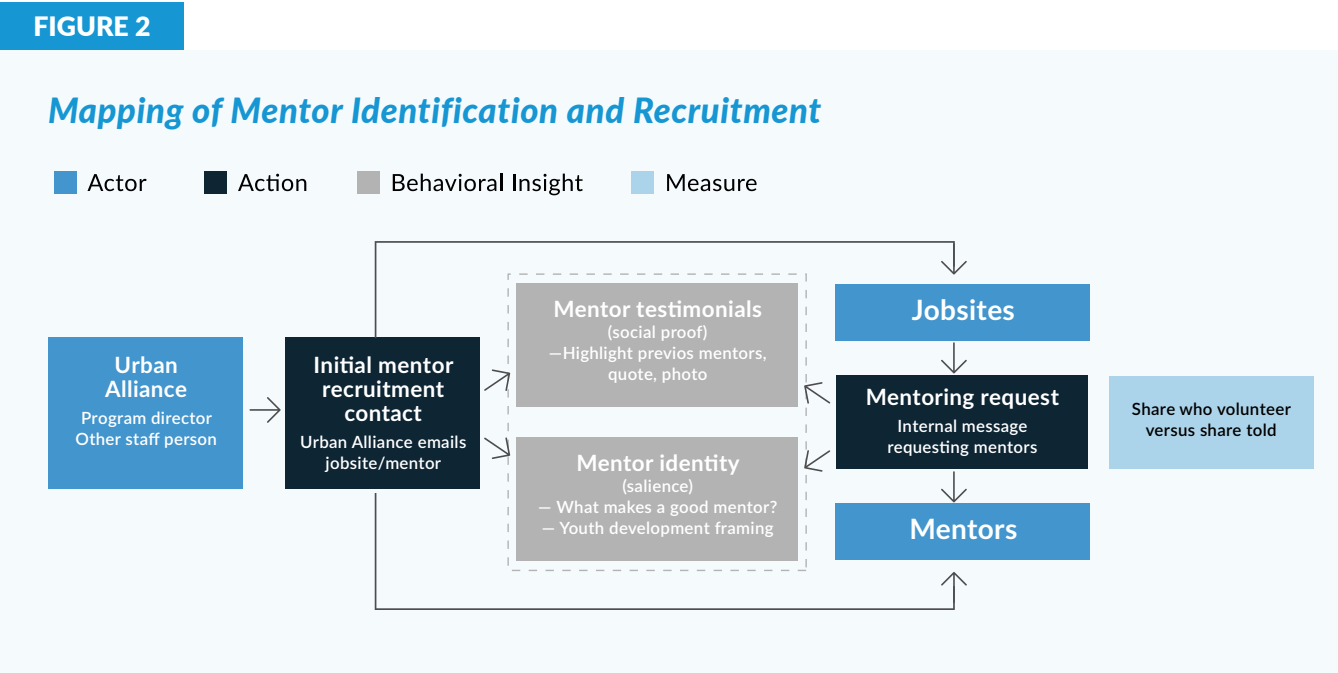 FIGURE 2
Mapping of Mentor Identification and Recruitment
Actor
Action
Behavioral Insight
Measure
Urban
Alliance
Program director
Other staff person
Initial mentor
recruitment
contact
Urban Alliance emails
jobsite/mentor
Mentor testimonials
(social proof)
—Highlight previos mentors,
quote, photo
Mentor identity
(salience)
— What makes a good mentor?
— Youth development framing
Jobsites
Mentoring request
Internal message
requesting mentors
Mentors
Share who volunteer
versus share told